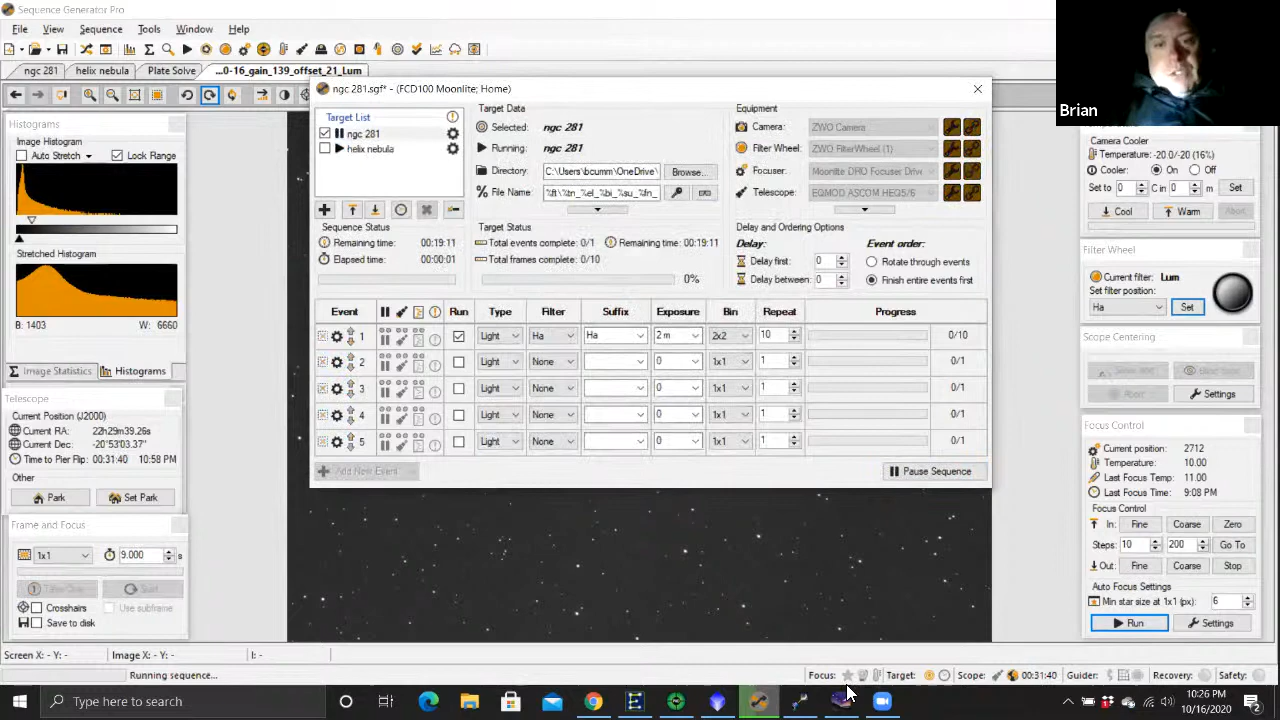 Sequence Generator Pro
File View Sequence Tools Window Help
ngc 281 helix nebula Plate Solve ...0-16_gain_139_offset_21_Lum
Brian
Histograms
Image Histogram
Auto Stretch Lock Range
Stretched Histogram
B: 1403 W: 6660
Image Statistics Histograms
Telescope
Current Position (J2000)
Current RA: 22h29m39.26s
Current Dec: -20°53'03.37"
Time to Pier Flip: 00:31:40 10:58 PM
Other
Park Set Park
Frame and Focus
1x1 9.000 s
Crosshairs Use subframe
Save to disk
ngc 281.sgf* - (FCD100 Moonlite; Home)
Target List
ngc 281
helix nebula
Sequence Status
Remaining time: 00:19:11
Elapsed time: 00:00:01
Target Data
Selected: ngc 281
Running: ngc 281
Directory: C:\Users\bcumm\OneDrive\ Browse...
File Name: %ft\%tn_%el_%bi_%su_%fn_
Target Status
Total events complete: 0/1 Remaining time: 00:19:11
Total frames complete: 0/10
0%
Equipment
Camera: ZWO Camera
Filter Wheel: ZWO FilterWheel (1)
Focuser: Moonlite DRO Focuser Drive
Telescope: EQMOD ASCOM HEQ5/6
Delay and Ordering Options
Delay: Event order:
Delay first: 0 Rotate through events
Delay between: 0 Finish entire events first
Event Run Type Filter Suffix Exposure Bin Repeat Progress
1 Light Ha Ha 2 m 2x2 10 0/10
2 Light None 0 1x1 1 0/1
3 Light None 0 1x1 1 0/1
4 Light None 0 1x1 1 0/1
5 Light None 0 1x1 1 0/1
Add New Event Pause Sequence
Camera Cooler
Temperature: -20.0/-20 (16%)
Cooler: On Off
Set to 0 C in 0 m Set
Cool Warm Abort
Filter Wheel
Current filter: Lum
Set filter position:
Ha Set
Scope Centering
Settings
Focus Control
Current position: 2712
Temperature: 10.00
Last Focus Temp: 11.00
Last Focus Time: 9:08 PM
Focus Control
In: Fine Coarse Zero
Steps: 10 200 Go To
Out: Fine Coarse Stop
Auto Focus Settings
Min star size at 1x1 (px): 6
Run Settings
Screen X: - Y: - Image X: - Y: - I: -
Running sequence...
Focus: Target: Scope: 00:31:40 Guider: Recovery: Safety:
Type here to search
10:26 PM
10/16/2020
2